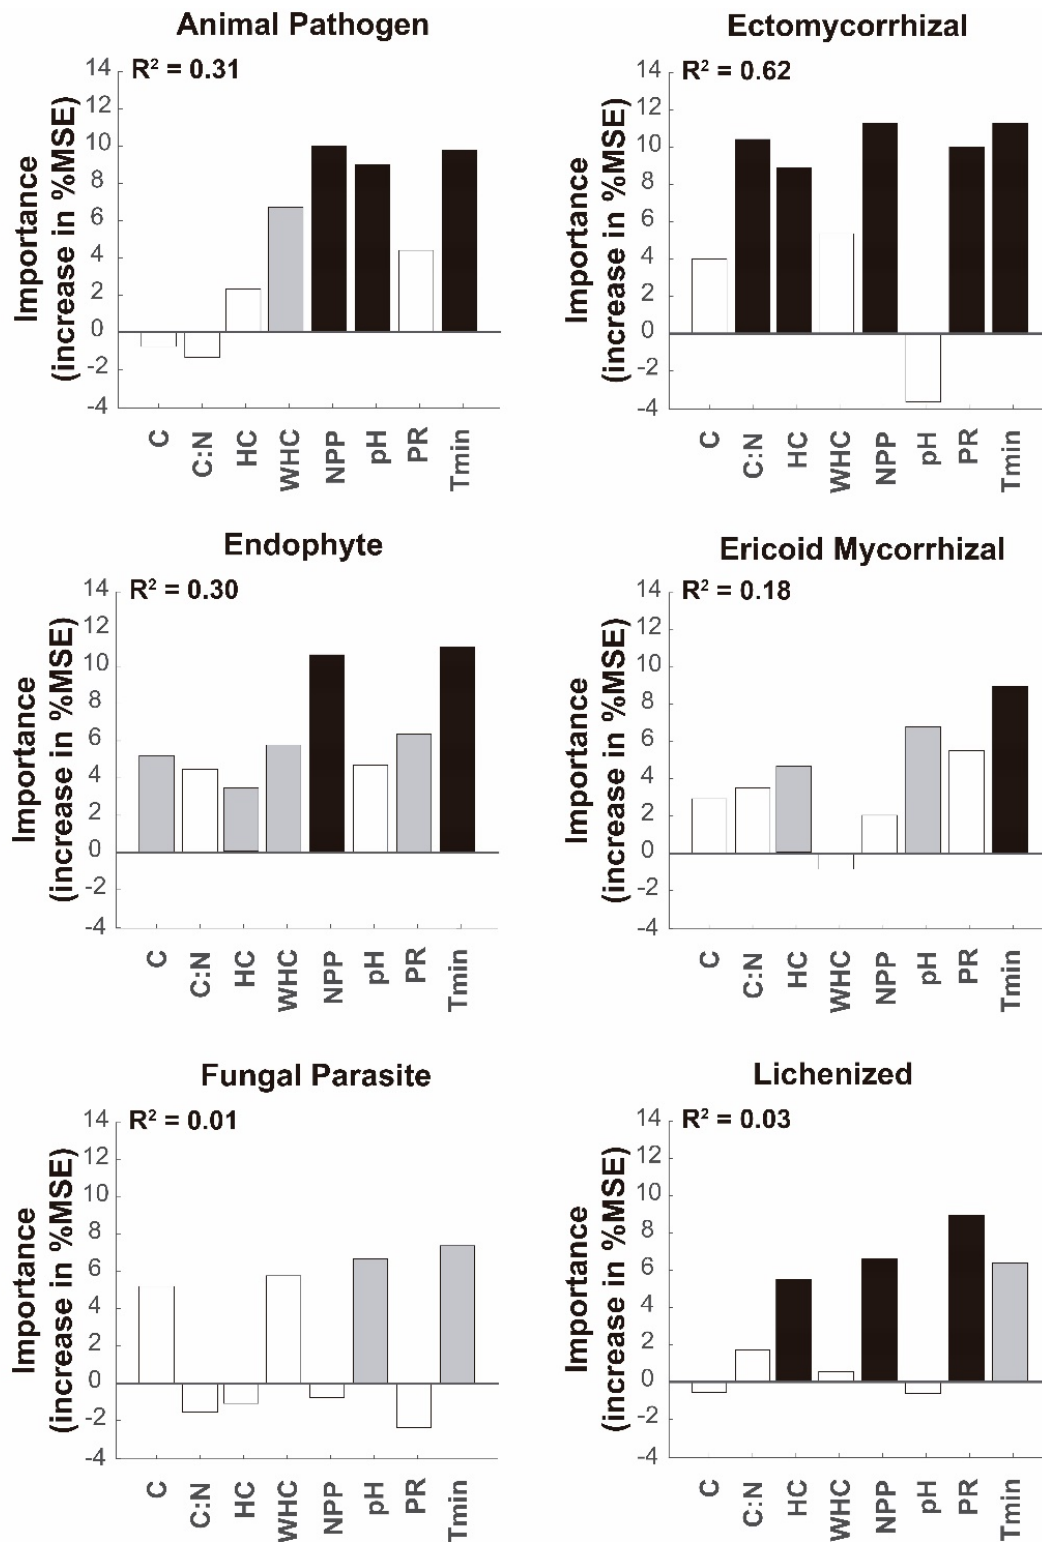 Animal Pathogen
R² = 0.31
Importance
(increase in %MSE)
14
12
10
8
6
4
2
0
-2
-4
C
C:N
HC
WHC
NPP
pH
PR
Tmin
Ectomycorrhizal
R² = 0.62
Importance
(increase in %MSE)
14
12
10
8
6
4
2
0
-2
-4
C
C:N
HC
WHC
NPP
pH
PR
Tmin
Endophyte
R² = 0.30
Importance
(increase in %MSE)
14
12
10
8
6
4
2
0
-2
-4
C
C:N
HC
WHC
NPP
pH
PR
Tmin
Ericoid Mycorrhizal
R² = 0.18
Importance
(increase in %MSE)
14
12
10
8
6
4
2
0
-2
-4
C
C:N
HC
WHC
NPP
pH
PR
Tmin
Fungal Parasite
R² = 0.01
Importance
(increase in %MSE)
14
12
10
8
6
4
2
0
-2
-4
C
C:N
HC
WHC
NPP
pH
PR
Tmin
Lichenized
R² = 0.03
Importance
(increase in %MSE)
14
12
10
8
6
4
2
0
-2
-4
C
C:N
HC
WHC
NPP
pH
PR
Tmin